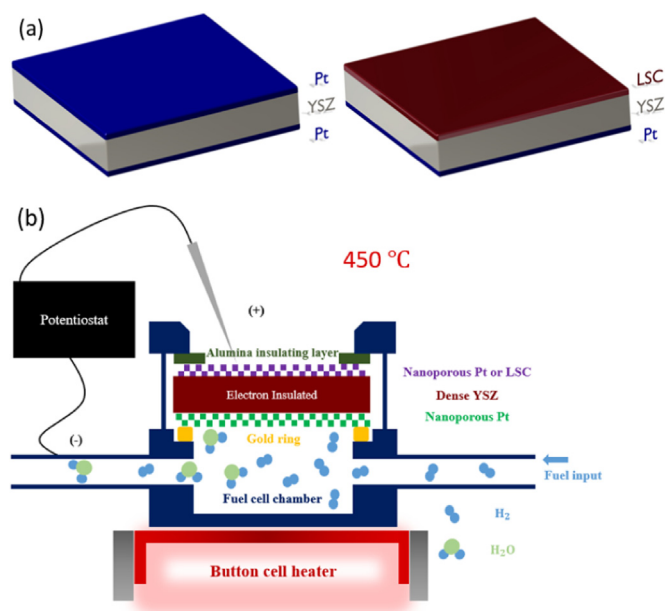 (a)
Pt
YSZ
Pt
LSC
YSZ
Pt
(b)
450 ℃
Potentiostat
(+)
Alumina insulating layer
Nanoporous Pt or LSC
Electron Insulated
Dense YSZ
Nanoporous Pt
(-)
Gold ring
Fuel input
Fuel cell chamber
H₂
H₂O
Button cell heater